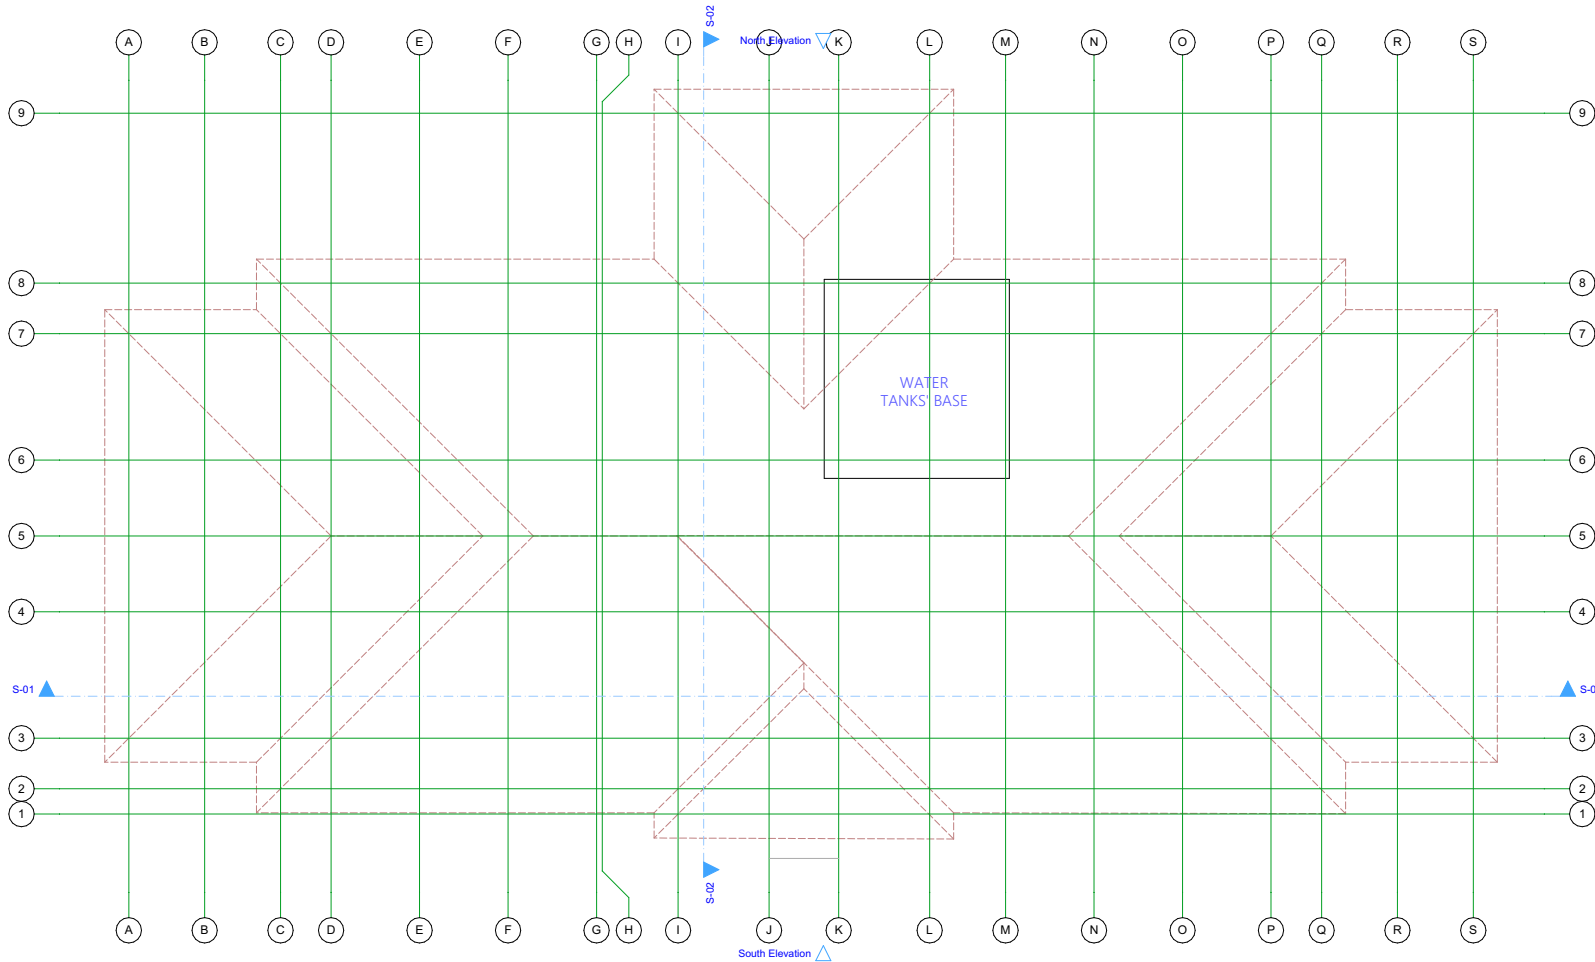 S-02
A B C D E F G H I J K L M N O P Q R S
North Elevation
9 9
8 8
7 7
WATER
TANKS' BASE
6 6
5 5
4 4
S-01 S-0
3 3
2 2
1 1
S-02
A B C D E F G H I J K L M N O P Q R S
South Elevation